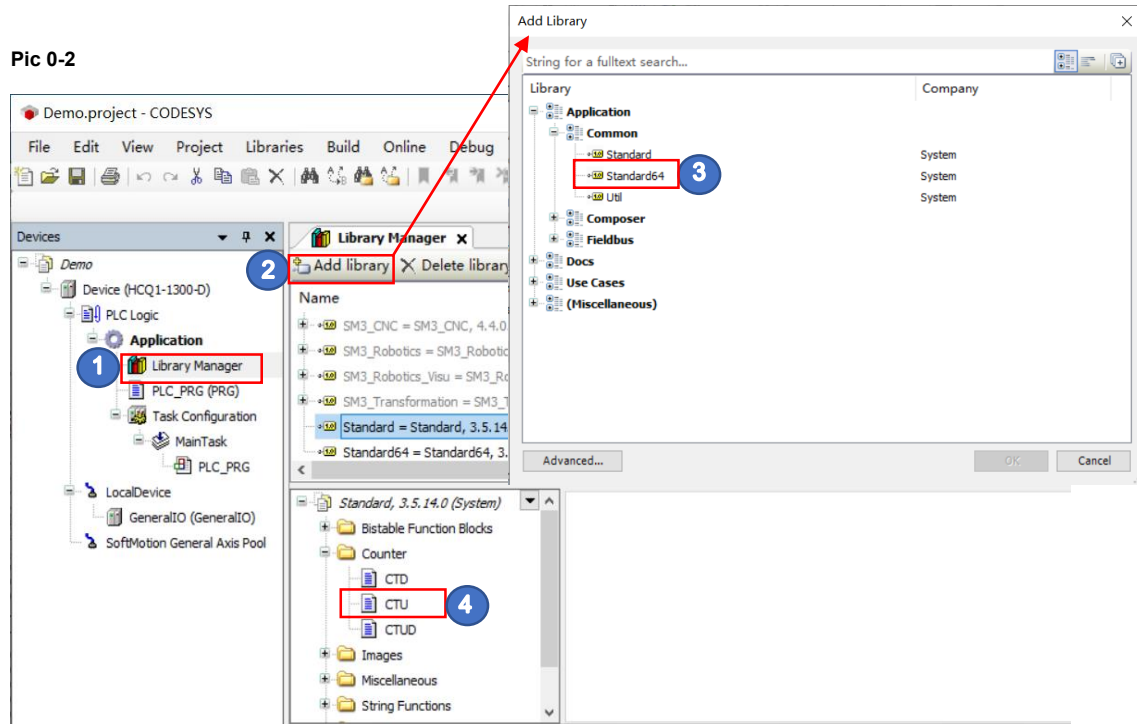 Pic 0-2
Demo.project - CODESYS
File Edit View Project Libraries Build Online Debug
Devices
Demo
Device (HCQ1-1300-D)
PLC Logic
Application
1
Library Manager
PLC_PRG (PRG)
Task Configuration
MainTask
PLC_PRG
LocalDevice
GeneralIO (GeneralIO)
SoftMotion General Axis Pool
Library Manager
2
Add library Delete library
Name
SM3_CNC = SM3_CNC, 4.4.0
SM3_Robotics = SM3_Robotic
SM3_Robotics_Visu = SM3_Ro
SM3_Transformation = SM3_T
Standard = Standard, 3.5.14
Standard64 = Standard64, 3.
Standard, 3.5.14.0 (System)
Bistable Function Blocks
Counter
CTD
CTU
4
CTUD
Images
Miscellaneous
String Functions
Add Library
String for a fulltext search...
Library Company
Application
Common
Standard System
Standard64 3 System
Util System
Composer
Fieldbus
Docs
Use Cases
(Miscellaneous)
Advanced... OK Cancel